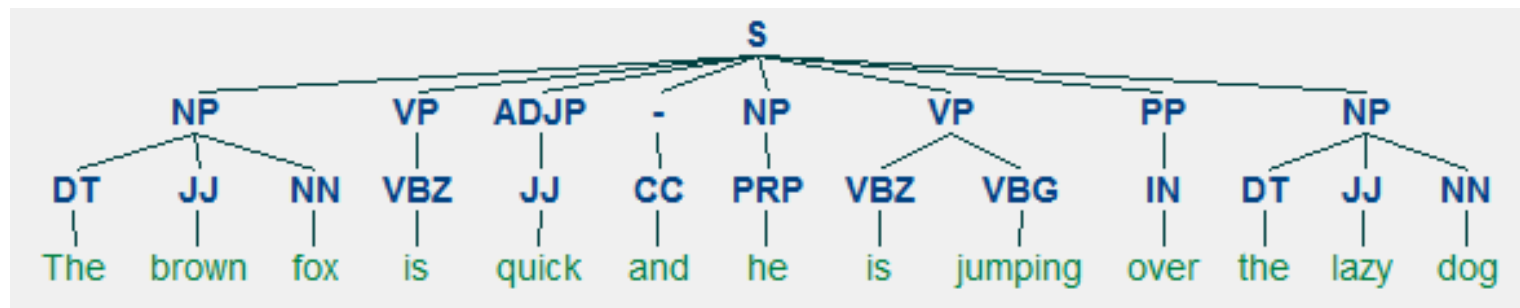 S
NP VP ADJP - NP VP PP NP
DT JJ NN VBZ JJ CC PRP VBZ VBG IN DT JJ NN
The brown fox is quick and he is jumping over the lazy dog